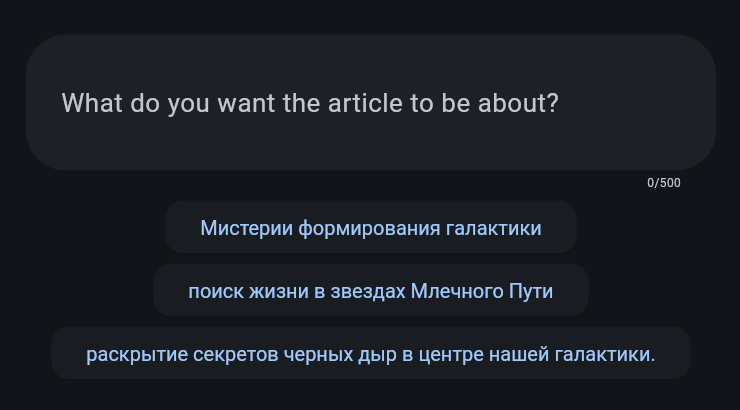 What do you want the article to be about?
0/500
Мистерии формирования галактики
поиск жизни в звездах Млечного Пути
раскрытие секретов черных дыр в центре нашей галактики.